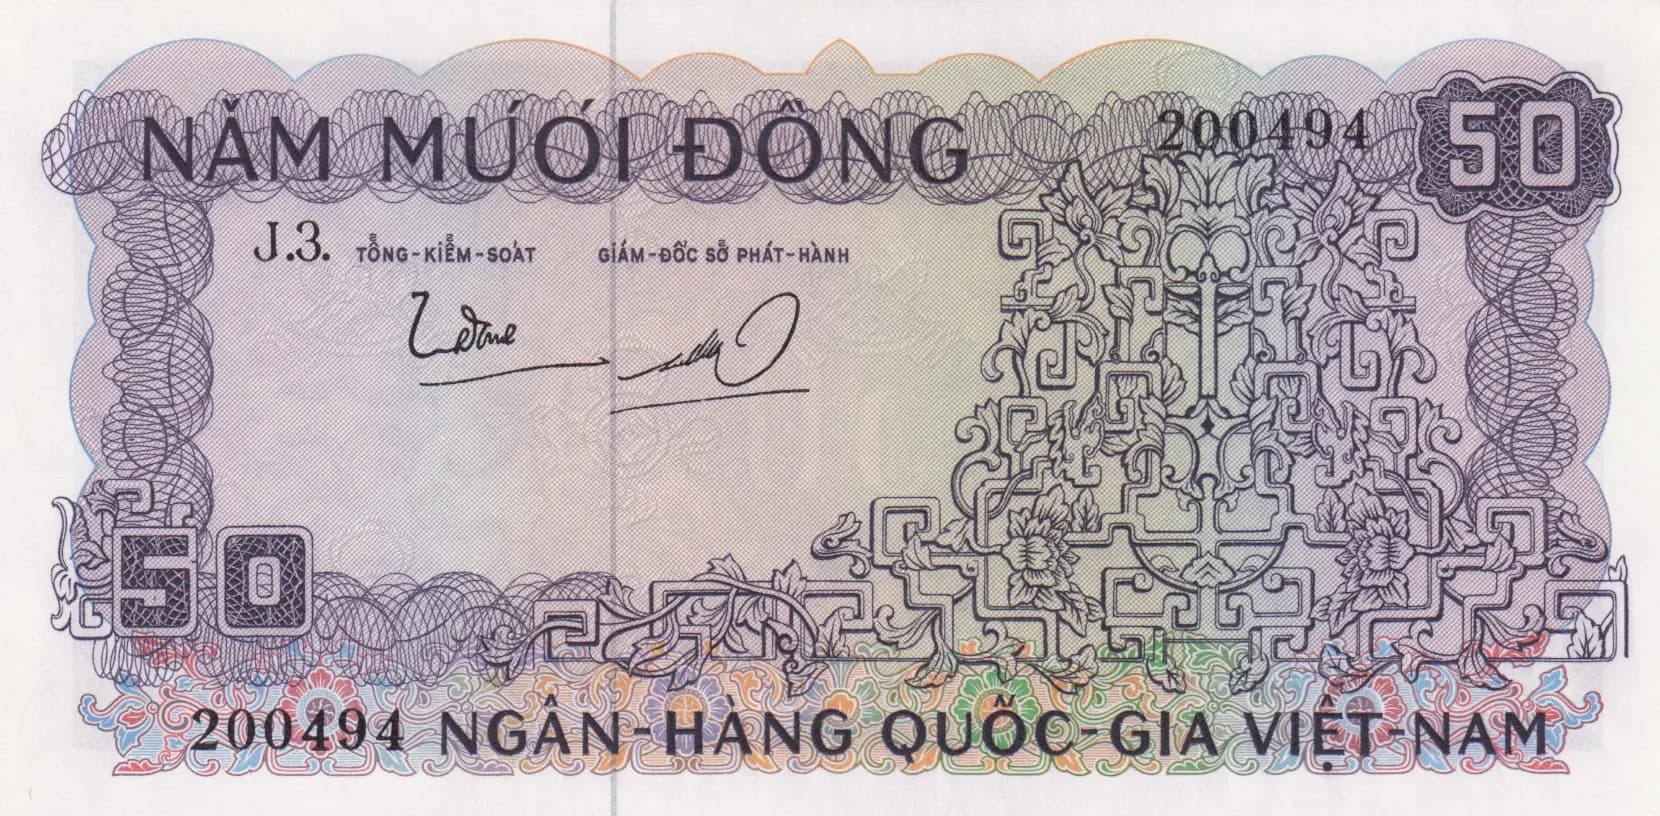 NĂM MƯƠI ĐỒNG
200494
50
J.3.
TỔNG-KIỂM-SOÁT
GIÁM-ĐỐC SỞ PHÁT-HÀNH
50
200494
NGÂN-HÀNG QUỐC-GIA VIỆT-NAM